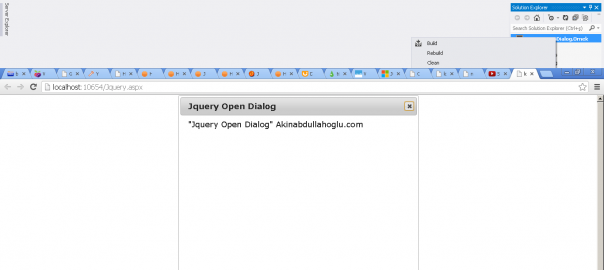 Server Explorer
Solution Explorer
Search Solution Explorer (Ctrl+ç)
Dialog.Ornek
Build
Rebuild
Clean
localhost:10654/Jquery.aspx
Jquery Open Dialog
"Jquery Open Dialog" Akinabdullahoglu.com